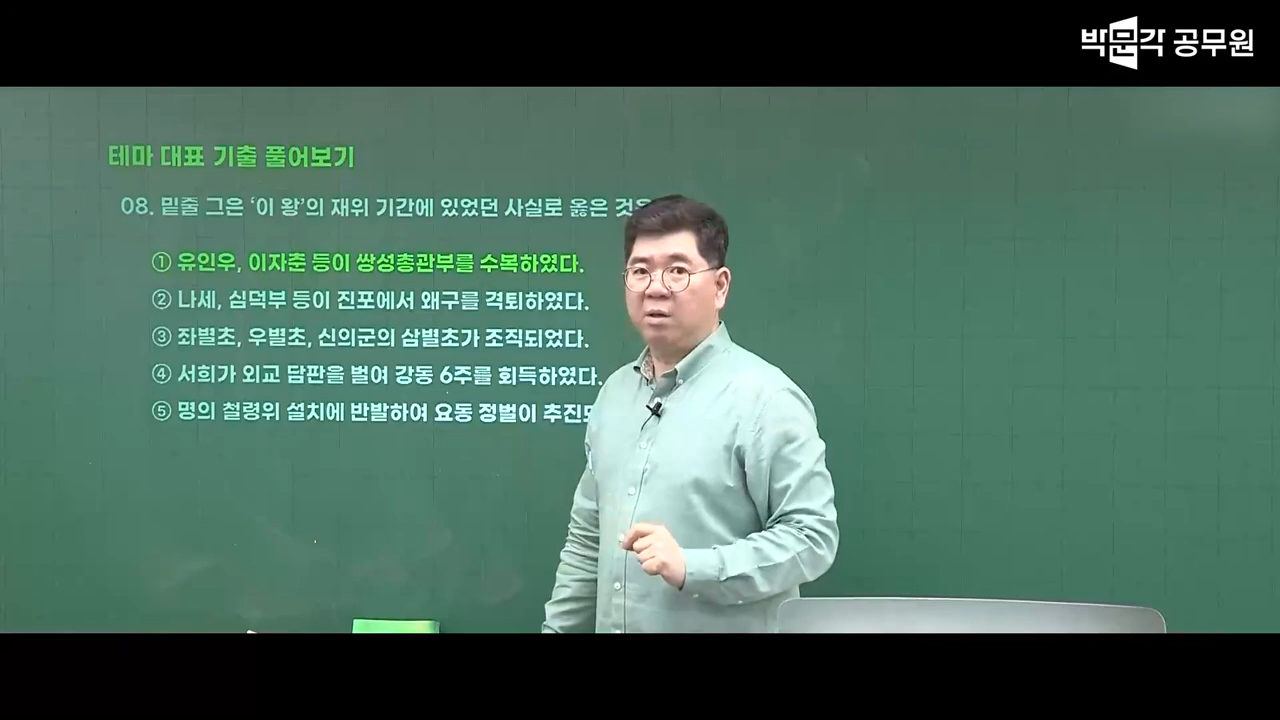 박문각 공무원
테마 대표 기출 풀어보기
08. 밑줄 그은 ‘이 왕’의 재위 기간에 있었던 사실로 옳은 것
① 유인우, 이자춘 등이 쌍성총관부를 수복하였다.
② 나세, 심덕부 등이 진포에서 왜구를 격퇴하였다.
③ 좌별초, 우별초, 신의군의 삼별초가 조직되었다.
④ 서희가 외교 담판을 벌여 강동 6주를 획득하였다.
⑤ 명의 철령위 설치에 반발하여 요동 정벌이